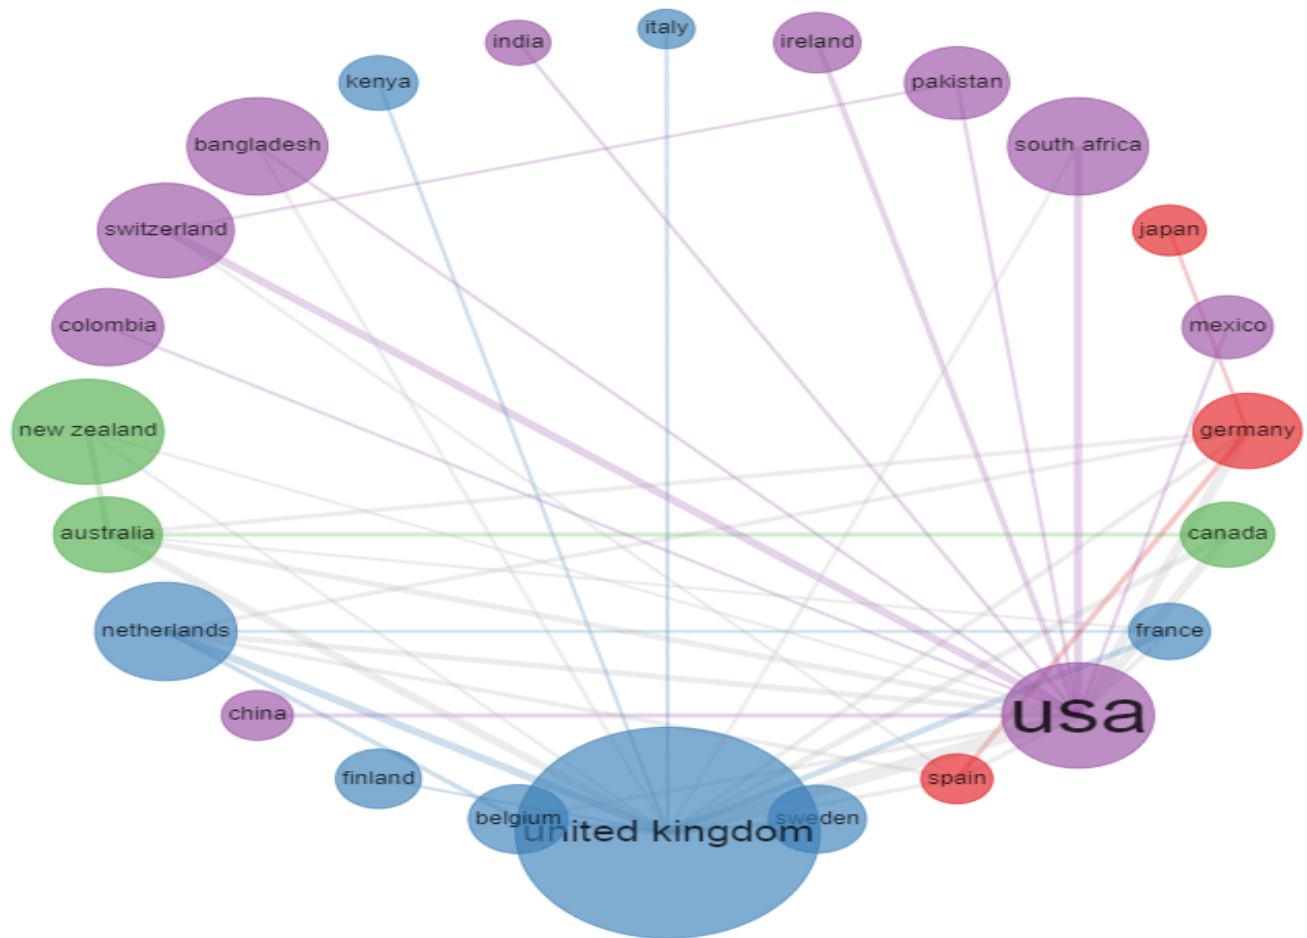 italy
india
ireland
kenya
pakistan
bangladesh
south africa
switzerland
japan
colombia
mexico
new zealand
germany
australia
canada
netherlands
france
china
usa
finland
spain
belgium
sweden
united kingdom